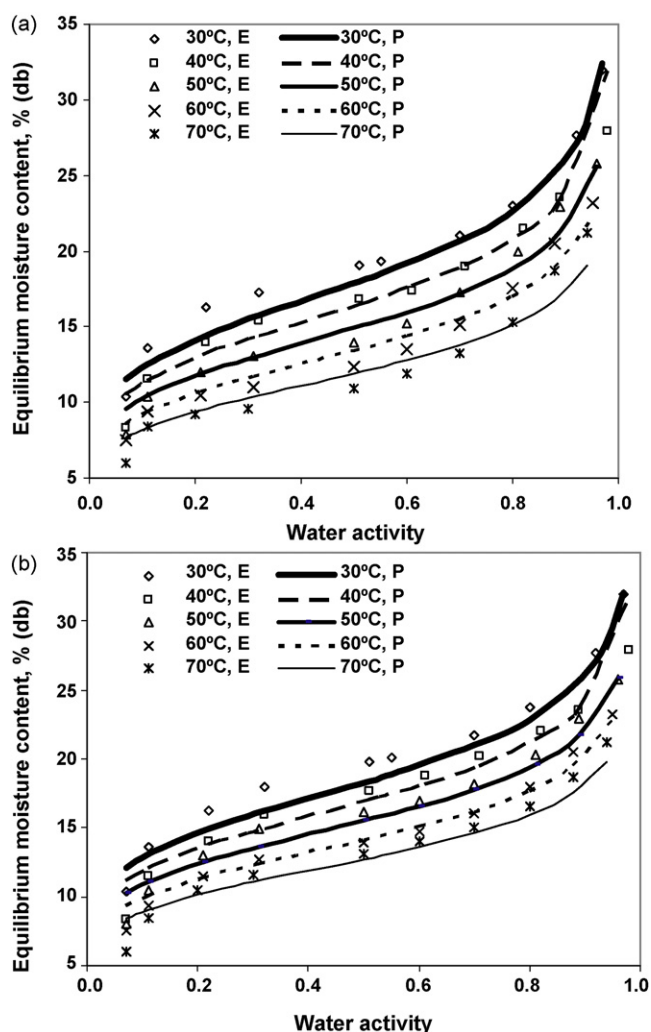 (a)
Equilibrium moisture content, % (db)
35
30
25
20
15
10
5
30ºC, E 30ºC, P
40ºC, E 40ºC, P
50ºC, E 50ºC, P
60ºC, E 60ºC, P
70ºC, E 70ºC, P
0.0 0.2 0.4 0.6 0.8 1.0
Water activity
(b)
Equilibrium moisture content, % (db)
35
30
25
20
15
10
5
30ºC, E 30ºC, P
40ºC, E 40ºC, P
50ºC, E 50ºC, P
60ºC, E 60ºC, P
70ºC, E 70ºC, P
0.0 0.2 0.4 0.6 0.8 1.0
Water activity